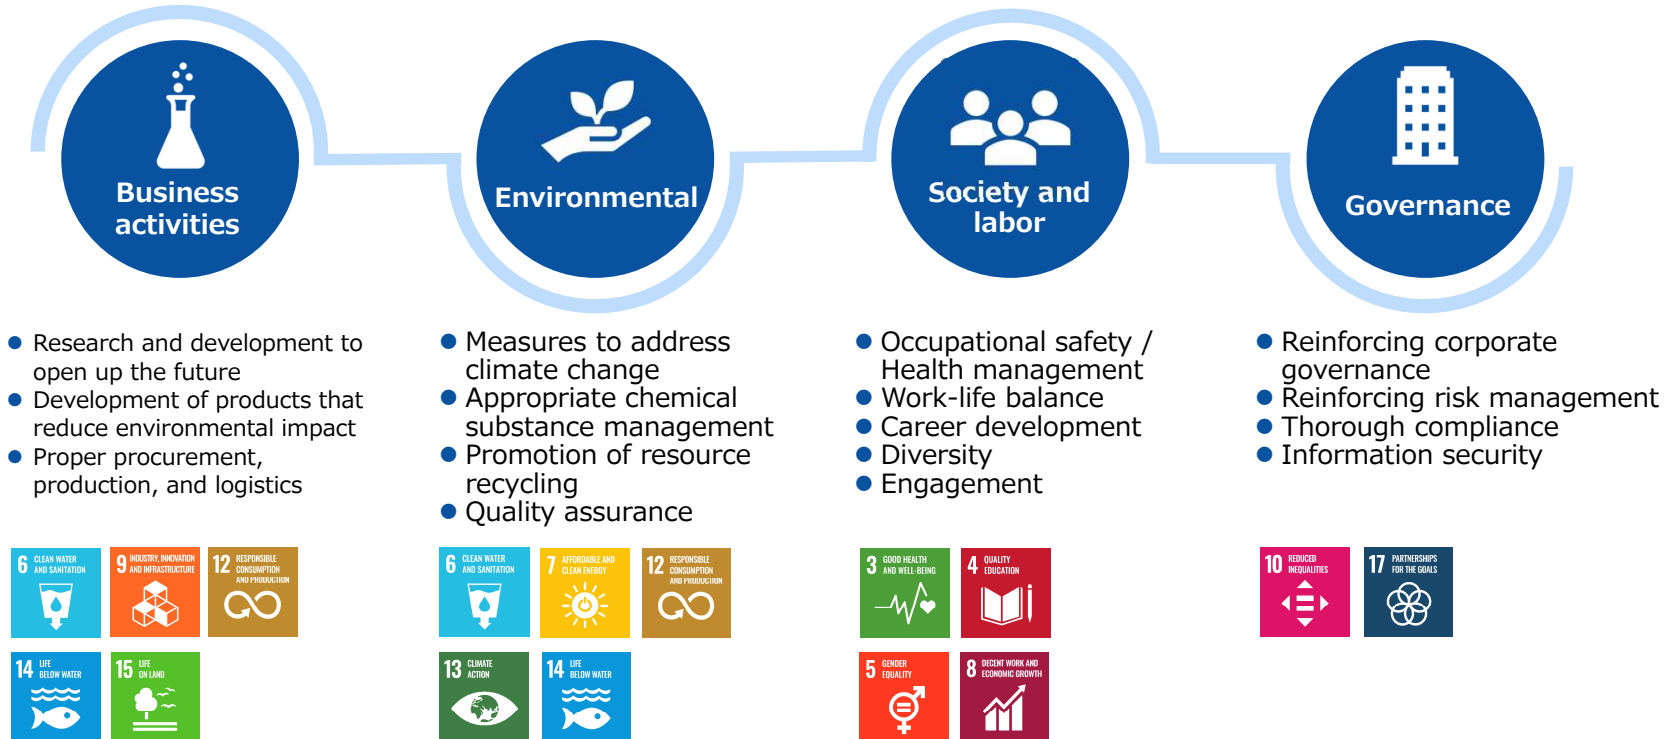 Business
activities
Environmental
Society and
labor
Governance
Research and development to
open up the future
Development of products that
reduce environmental impact
Proper procurement,
production, and logistics
Measures to address
climate change
Appropriate chemical
substance management
Promotion of resource
recycling
Quality assurance
Occupational safety /
Health management
Work-life balance
Career development
Diversity
Engagement
Reinforcing corporate
governance
Reinforcing risk management
Thorough compliance
Information security
6 CLEAN WATER
AND SANITATION
9 INDUSTRY, INNOVATION
AND INFRASTRUCTURE
12 RESPONSIBLE
CONSUMPTION
AND PRODUCTION
14 LIFE
BELOW WATER
15 LIFE
ON LAND
6 CLEAN WATER
AND SANITATION
7 AFFORDABLE AND
CLEAN ENERGY
12 RESPONSIBLE
CONSUMPTION
AND PRODUCTION
13 CLIMATE
ACTION
14 LIFE
BELOW WATER
3 GOOD HEALTH
AND WELL-BEING
4 QUALITY
EDUCATION
5 GENDER
EQUALITY
8 DECENT WORK AND
ECONOMIC GROWTH
10 REDUCED
INEQUALITIES
17 PARTNERSHIPS
FOR THE GOALS